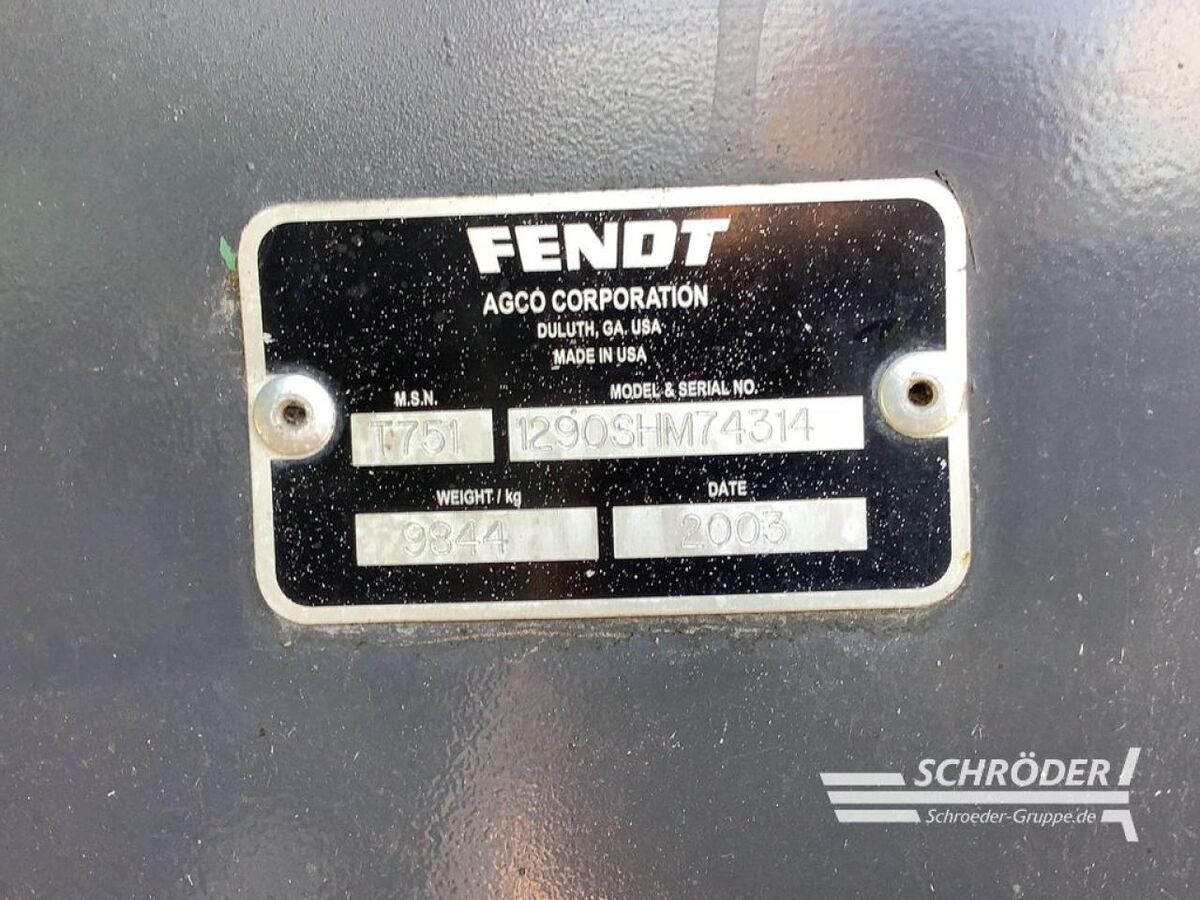 FENDT
AGCO CORPORATION
DULUTH, GA, USA
MADE IN USA
M.S.N. MODEL & SERIAL NO.
T751 1290SHM74314
WEIGHT / kg DATE
9844 2003
SCHRÖDER
Schroeder-Gruppe.de